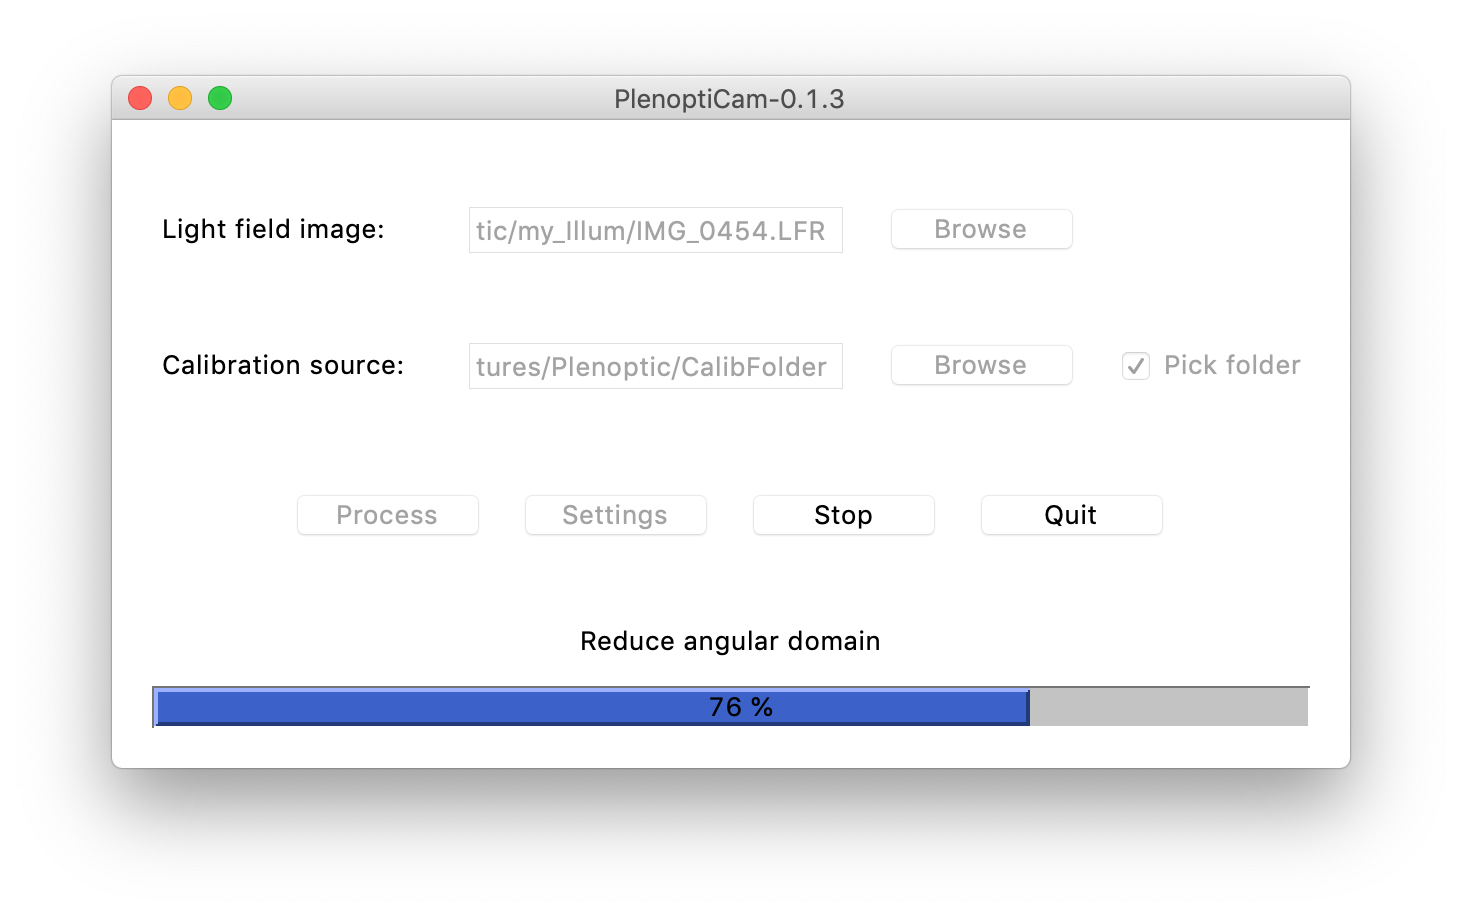 PlenoptiCam-0.1.3
Light field image: tic/my_Illum/IMG_0454.LFR Browse
Calibration source: tures/Plenoptic/CalibFolder Browse Pick folder
Process Settings Stop Quit
Reduce angular domain
76 %